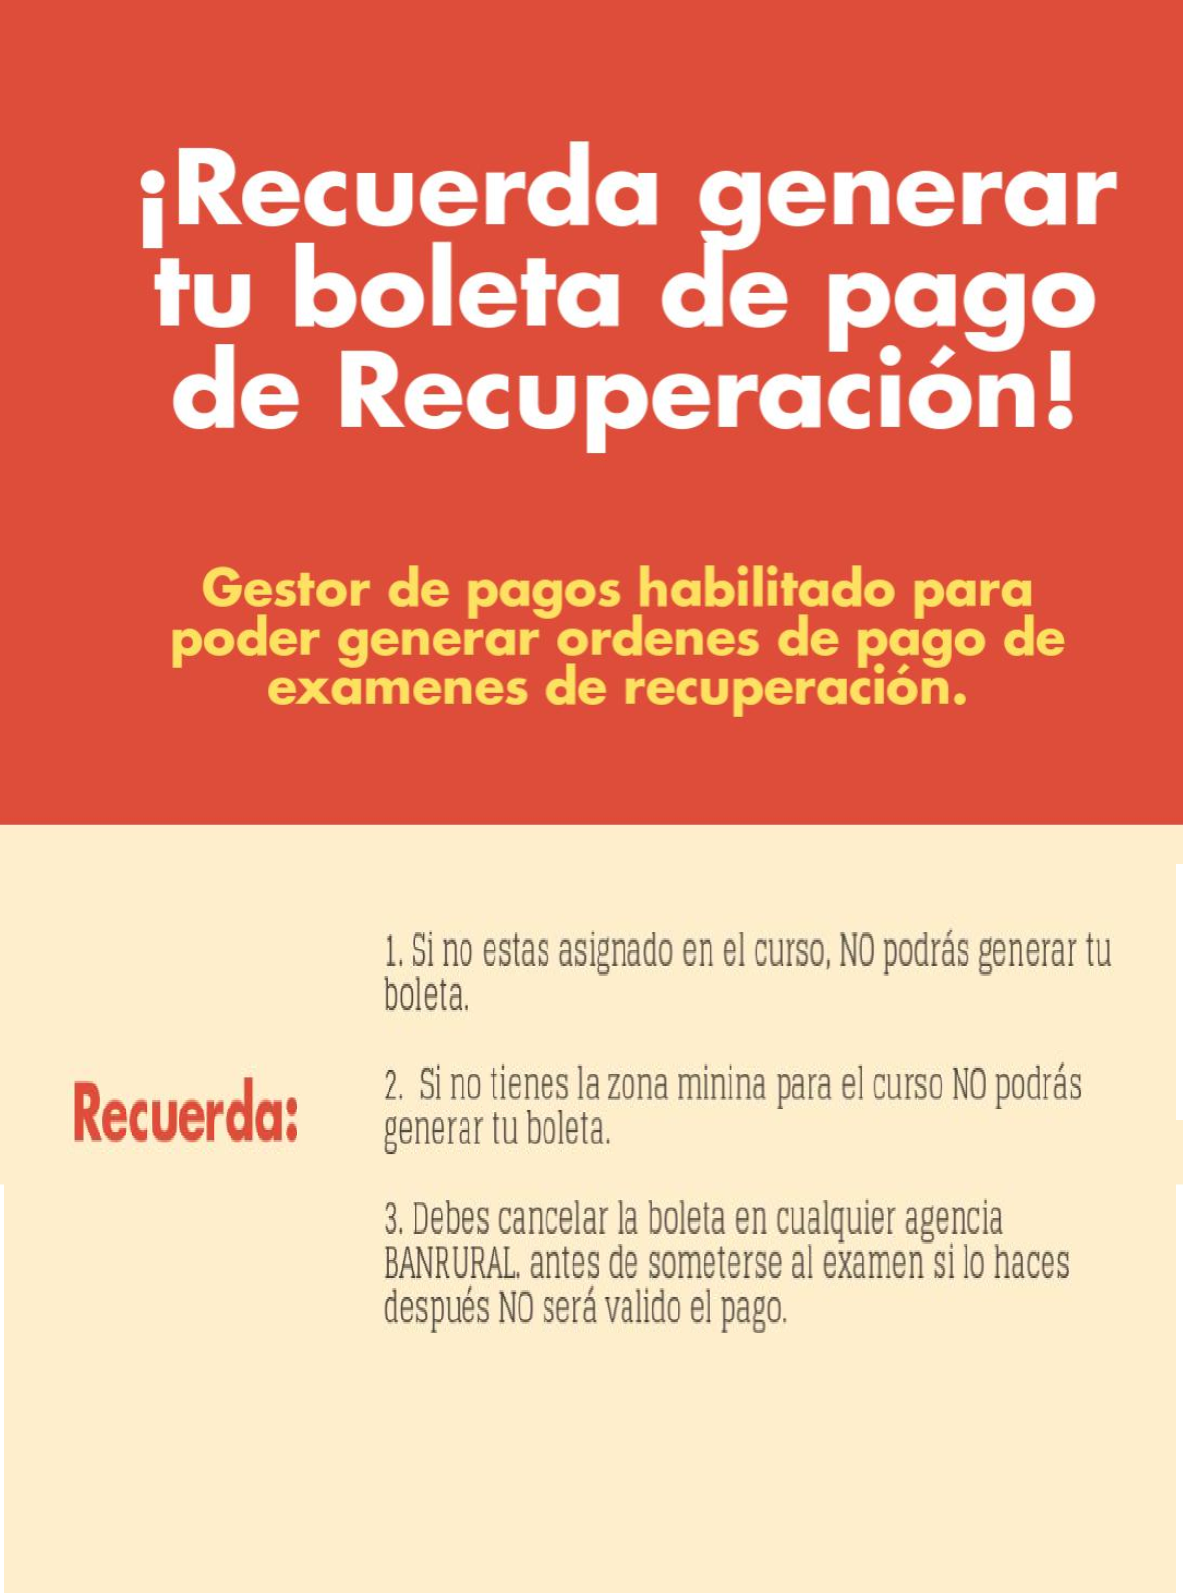 ¡Recuerda generar
tu boleta de pago
de Recuperación!
Gestor de pagos habilitado para
poder generar ordenes de pago de
examenes de recuperación.
Recuerda:
1. Si no estas asignado en el curso, NO podrás generar tu
boleta.
2. Si no tienes la zona minina para el curso NO podrás
generar tu boleta.
3. Debes cancelar la boleta en cualquier agencia
BANRURAL. antes de someterse al examen si lo haces
después NO será valido el pago.